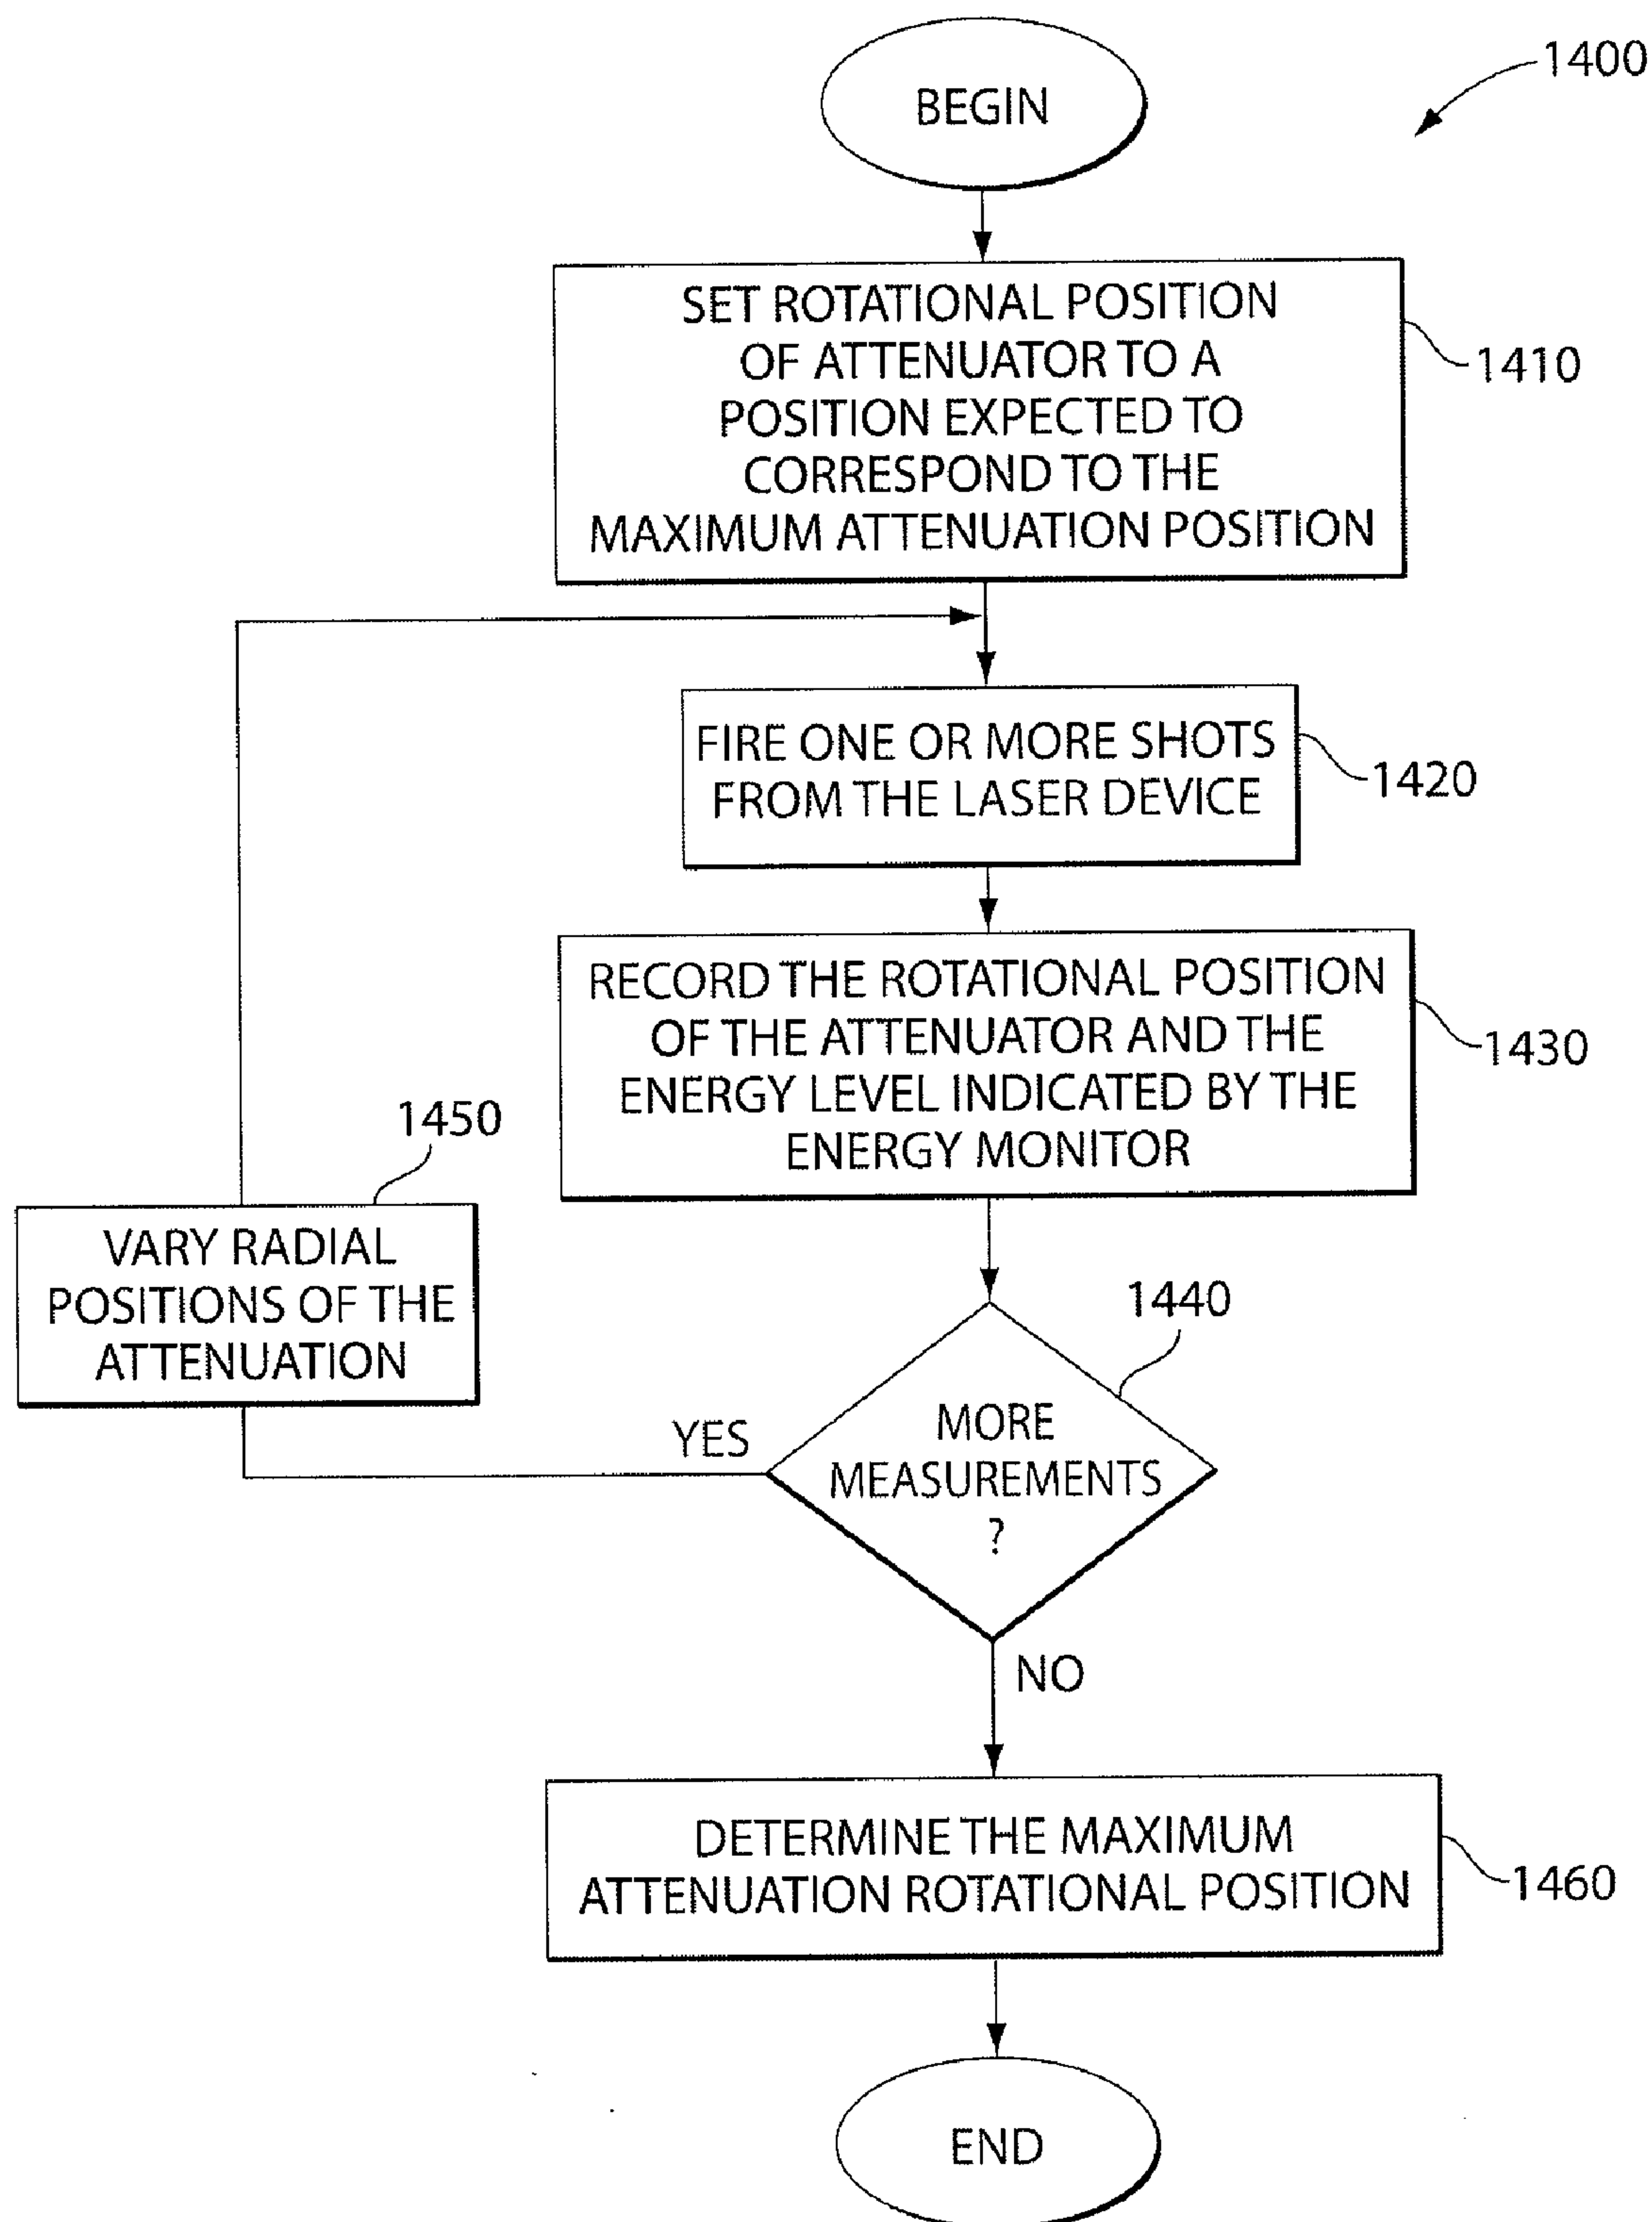 1400
BEGIN
SET ROTATIONAL POSITION
OF ATTENUATOR TO A
POSITION EXPECTED TO
CORRESPOND TO THE
MAXIMUM ATTENUATION POSITION
1410
FIRE ONE OR MORE SHOTS
FROM THE LASER DEVICE
1420
RECORD THE ROTATIONAL POSITION
OF THE ATTENUATOR AND THE
ENERGY LEVEL INDICATED BY THE
ENERGY MONITOR
1430
1450
VARY RADIAL
POSITIONS OF THE
ATTENUATION
1440
MORE
MEASUREMENTS
?
YES
NO
DETERMINE THE MAXIMUM
ATTENUATION ROTATIONAL POSITION
1460
END